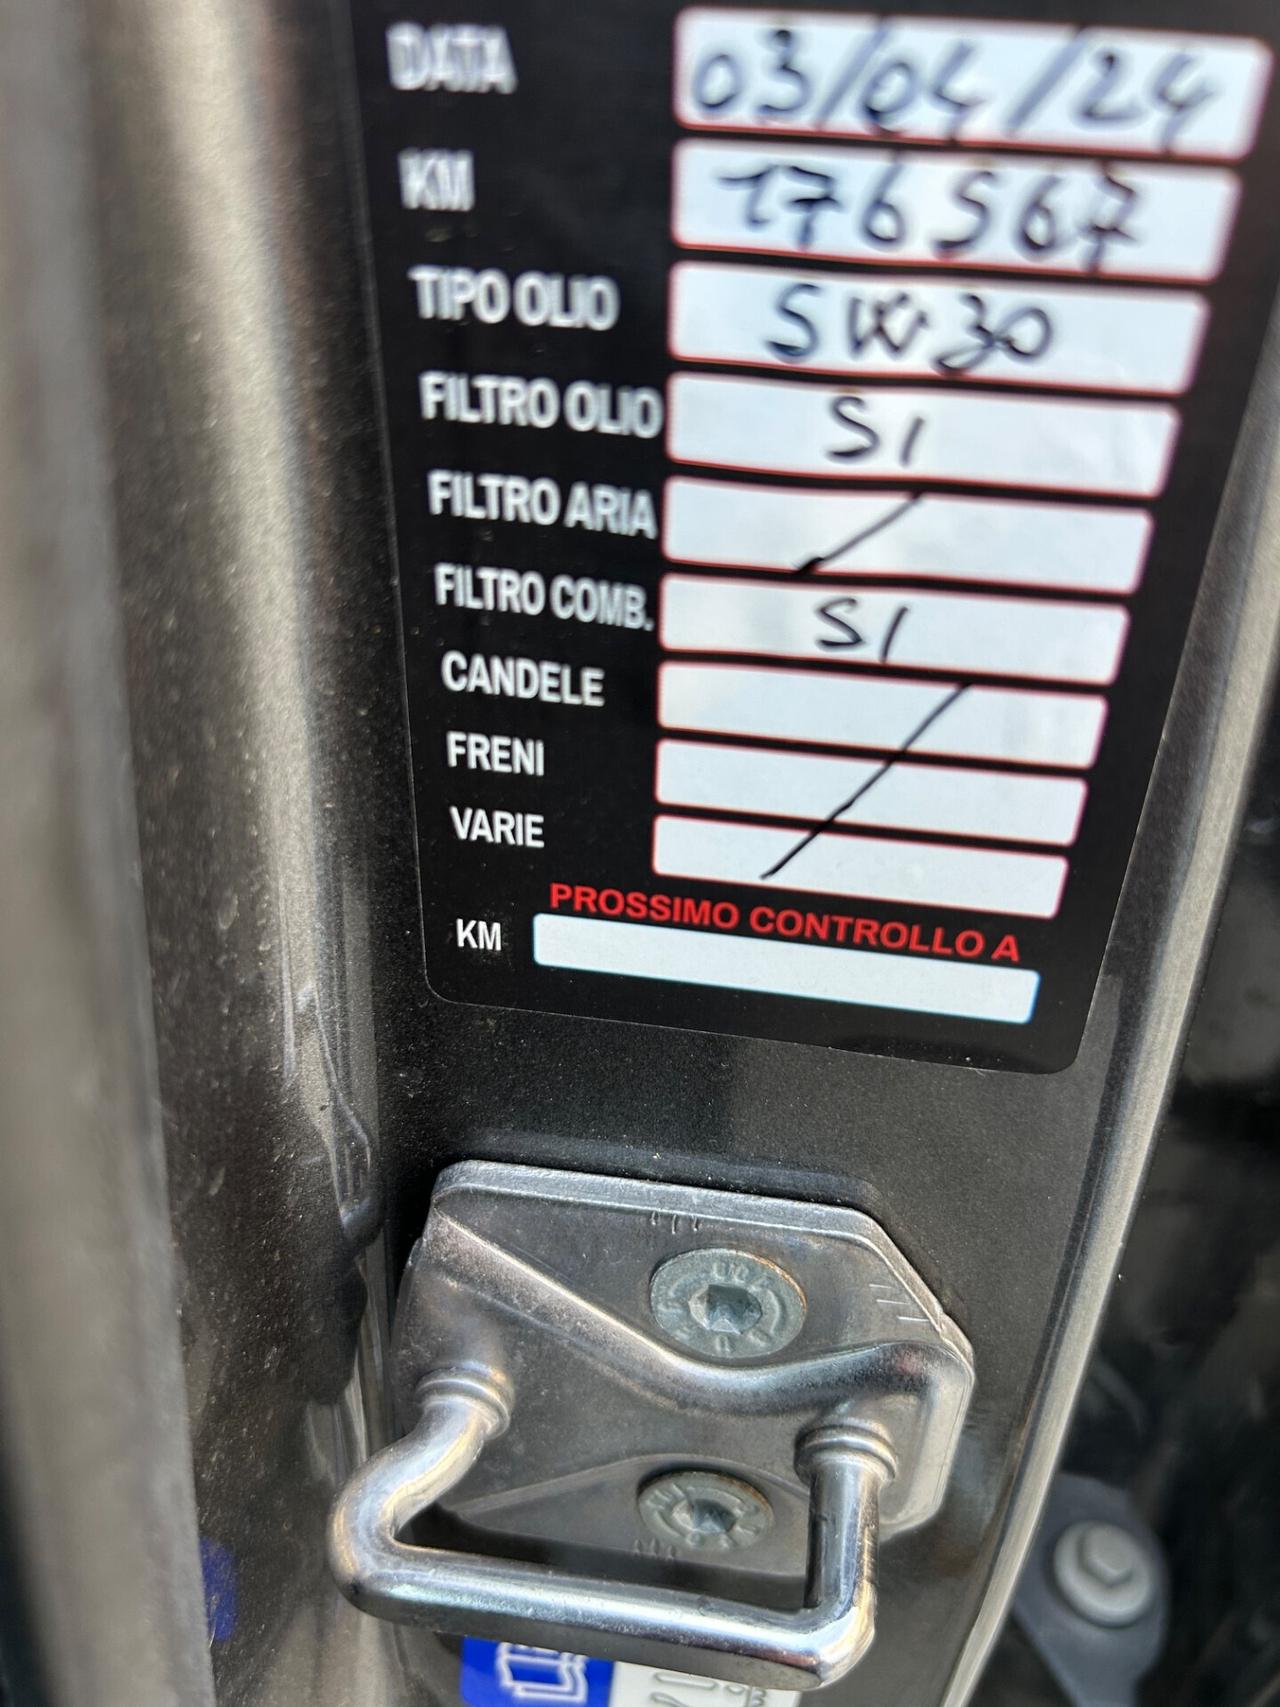 DATA 03/04/24
KM 176567
TIPO OLIO 5W30
FILTRO OLIO SI
FILTRO ARIA /
FILTRO COMB. SI
CANDELE
FRENI /
VARIE
PROSSIMO CONTROLLO A
KM